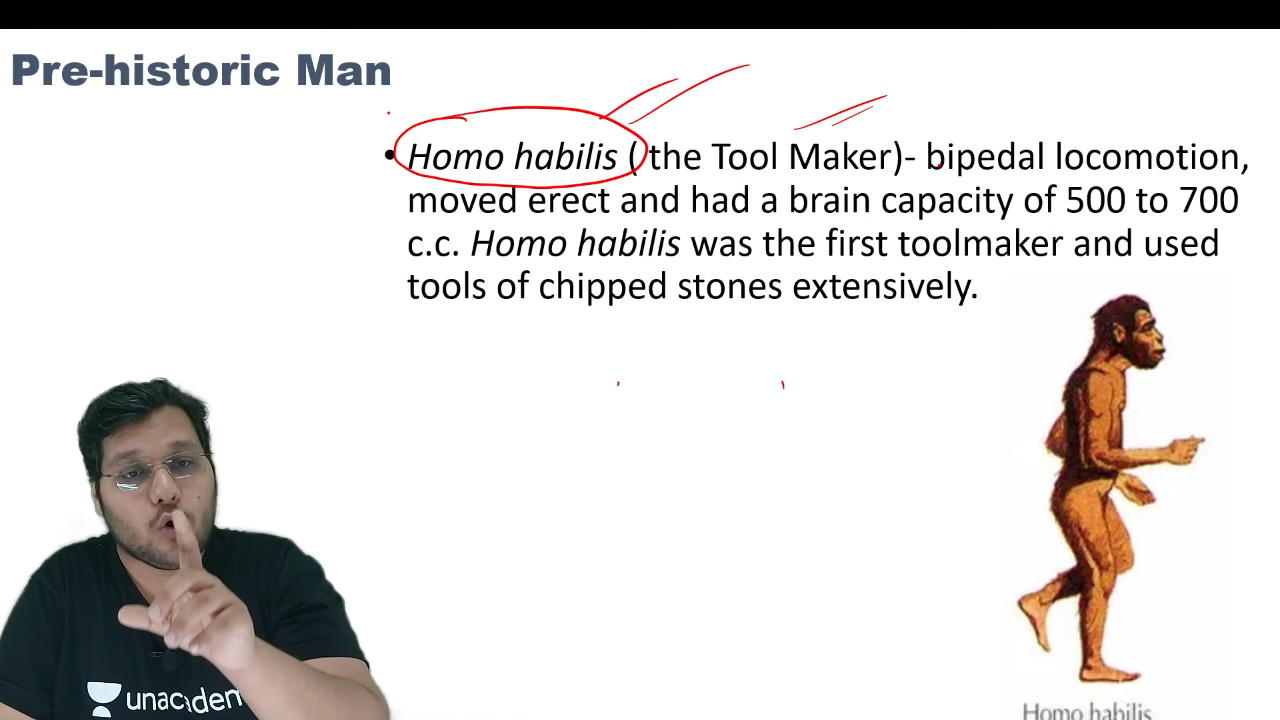 Pre-historic Man
• Homo habilis ( the Tool Maker)- bipedal locomotion,
moved erect and had a brain capacity of 500 to 700
c.c. Homo habilis was the first toolmaker and used
tools of chipped stones extensively.
unacadem
Homo habilis